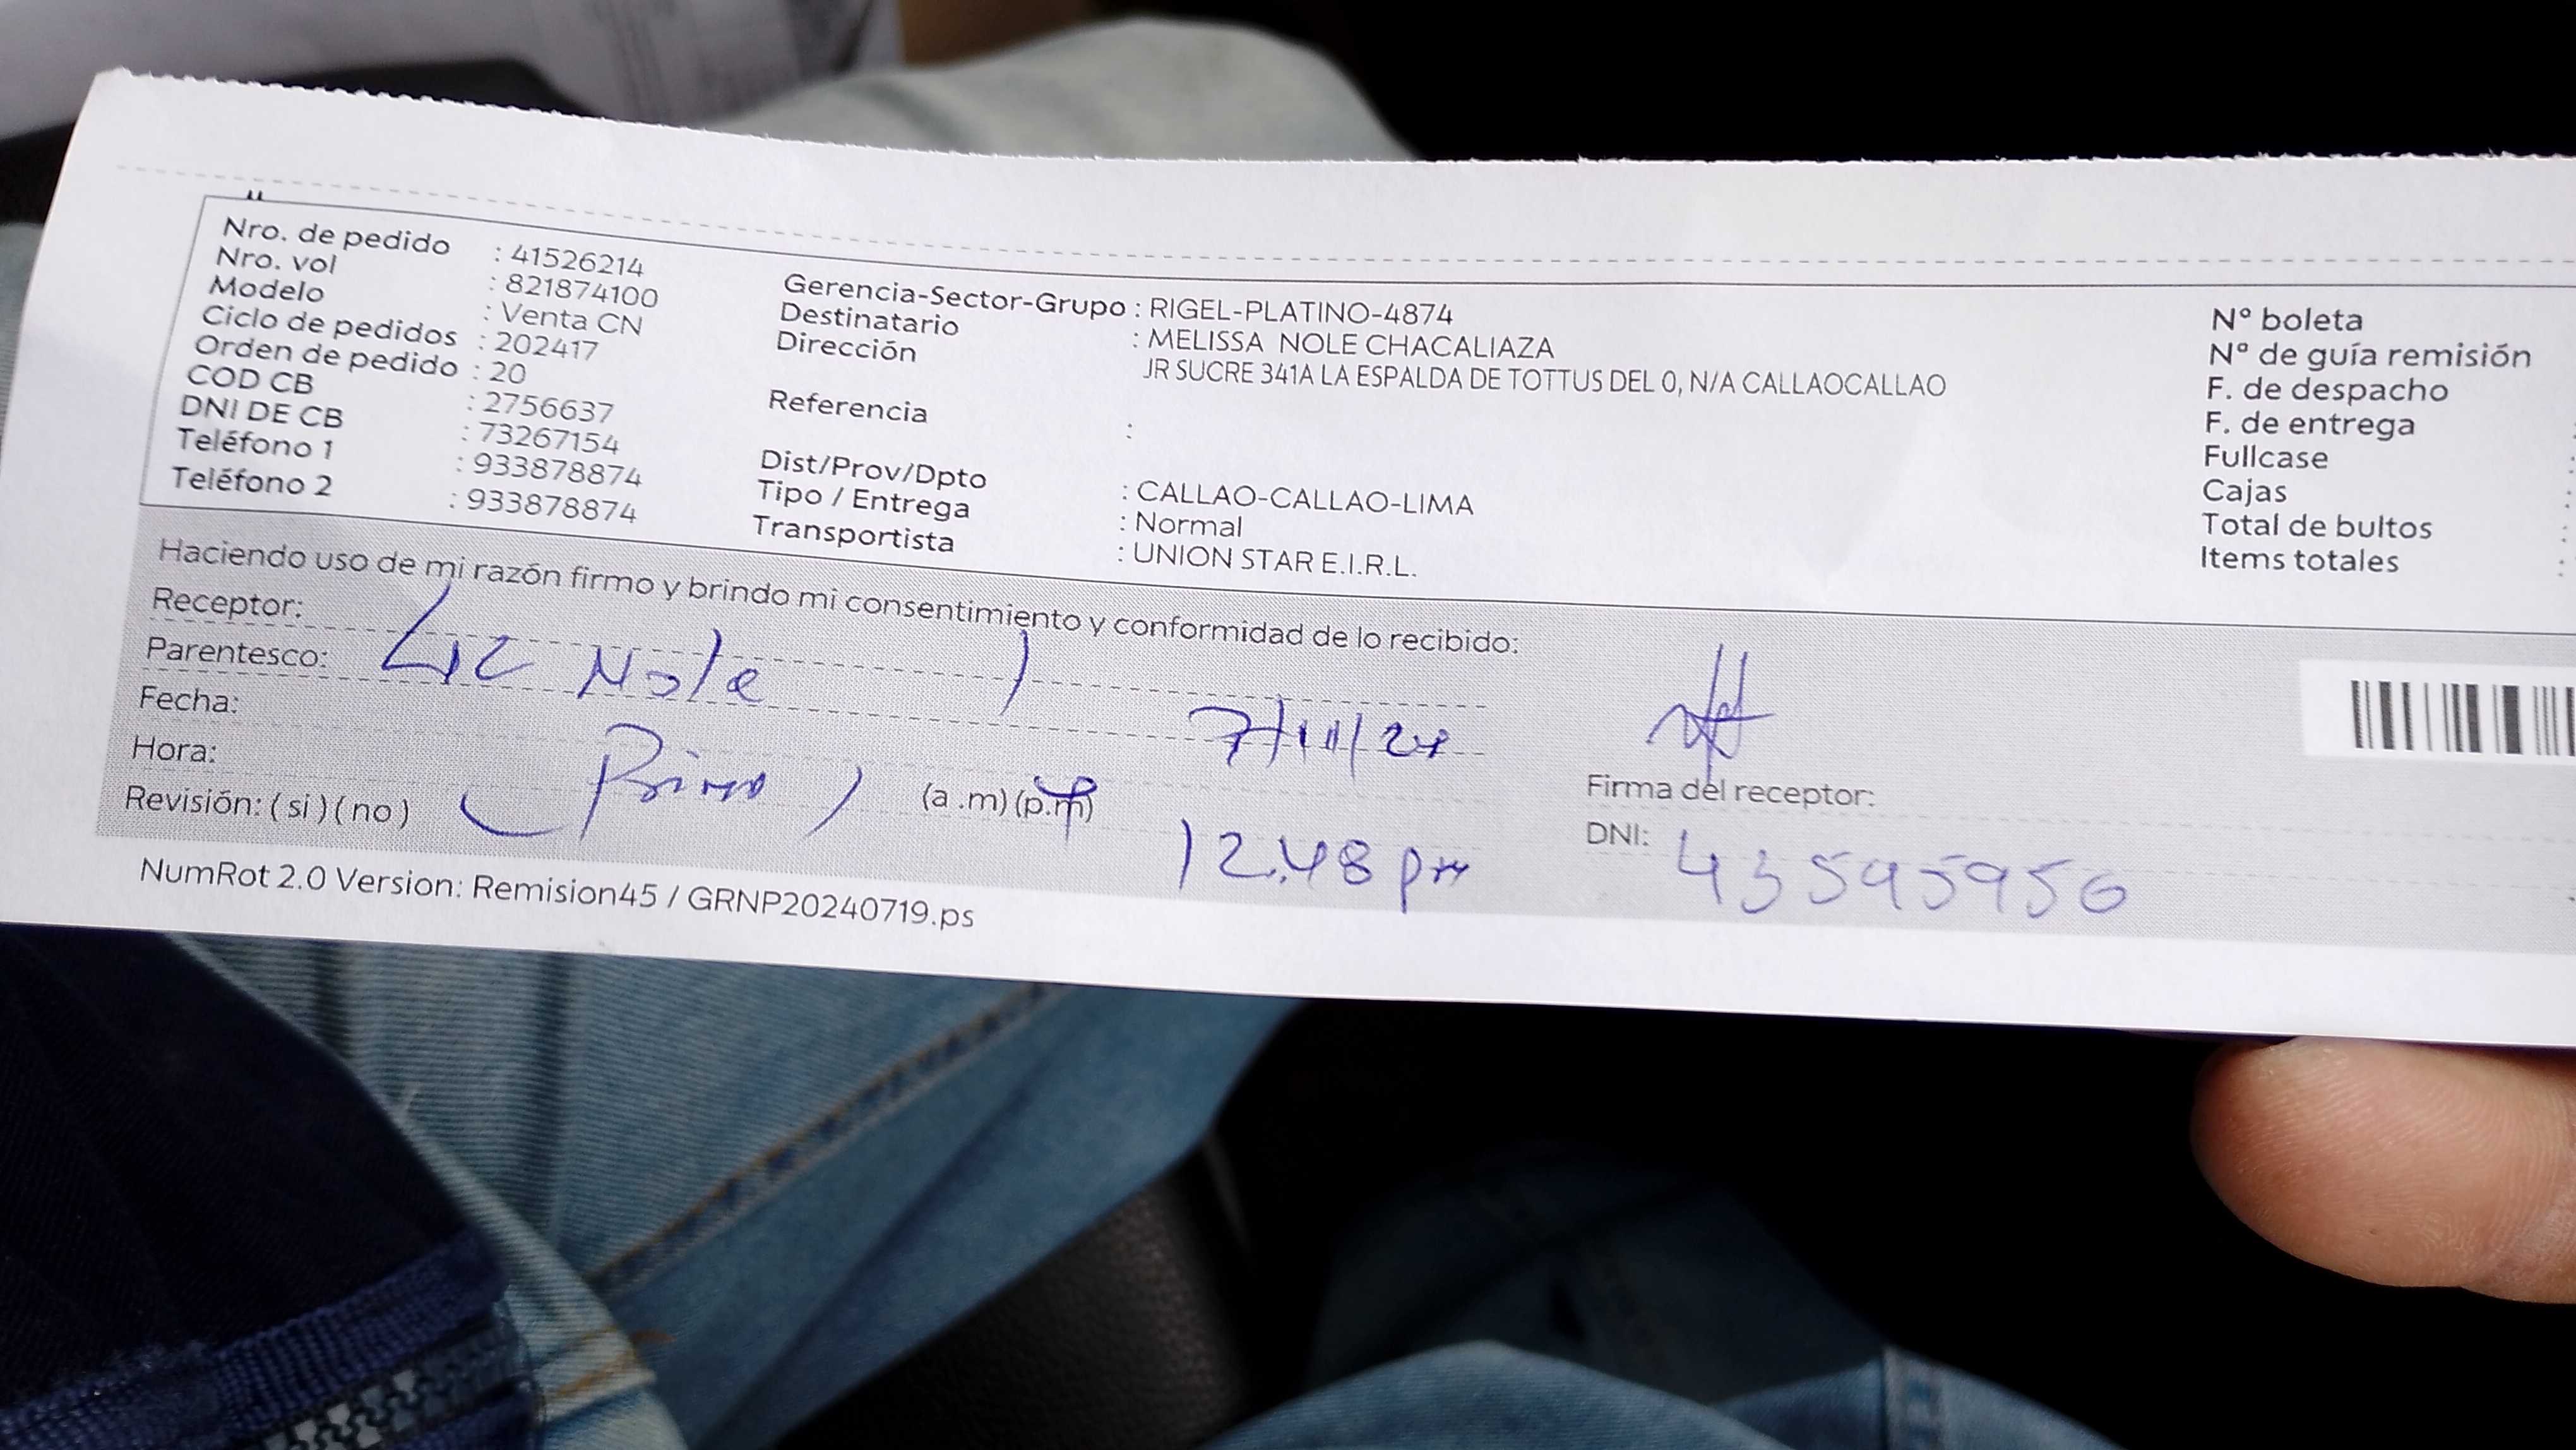 Nro. de pedido : 41526214
Nro. vol : 821874100
Modelo : Venta CN
Ciclo de pedidos : 202417
Orden de pedido : 20
COD CB : 2756637
DNI DE CB : 73267154
Teléfono 1 : 933878874
Teléfono 2 : 933878874
Gerencia-Sector-Grupo : RIGEL-PLATINO-4874
Destinatario : MELISSA NOLE CHACALIAZA
Dirección JR SUCRE 341A LA ESPALDA DE TOTTUS DEL 0, N/A CALLAOCALLAO
Referencia :
Dist/Prov/Dpto : CALLAO-CALLAO-LIMA
Tipo / Entrega : Normal
Transportista : UNION STAR E.I.R.L.
Nº boleta
Nº de guía remisión
F. de despacho
F. de entrega
Fullcase
Cajas
Total de bultos
Items totales
Haciendo uso de mi razón firmo y brindo mi consentimiento y conformidad de lo recibido:
Receptor:
Parentesco: Liz Nole
Fecha: 7/11/24
Hora: Primo (a .m) (p.m)
Revisión: ( si ) ( no ) 12.48 pm
Firma del receptor:
DNI: 43595956
NumRot 2.0 Version: Remision45 / GRNP20240719.ps